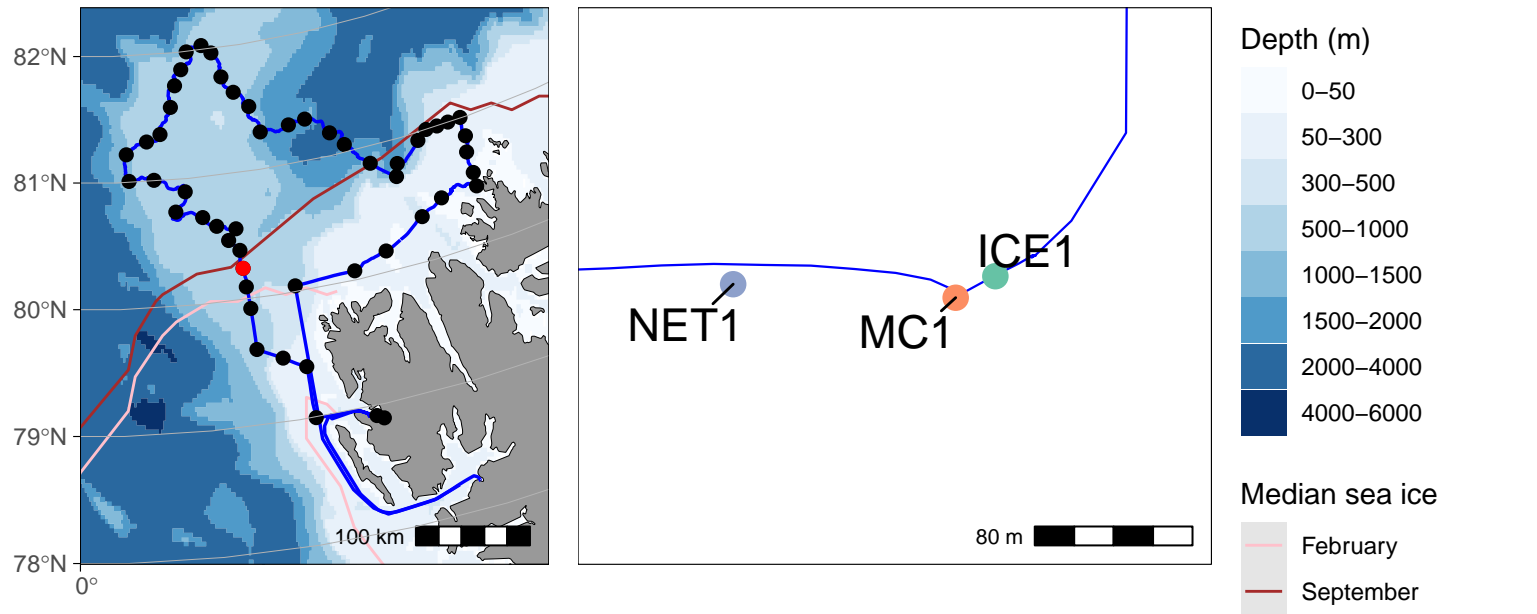 82°N
81°N
80°N
79°N
78°N
0°
100 km
ICE1
NET1
MC1
80 m
Depth (m)
0−50
50−300
300−500
500−1000
1000−1500
1500−2000
2000−4000
4000−6000
Median sea ice
February
September